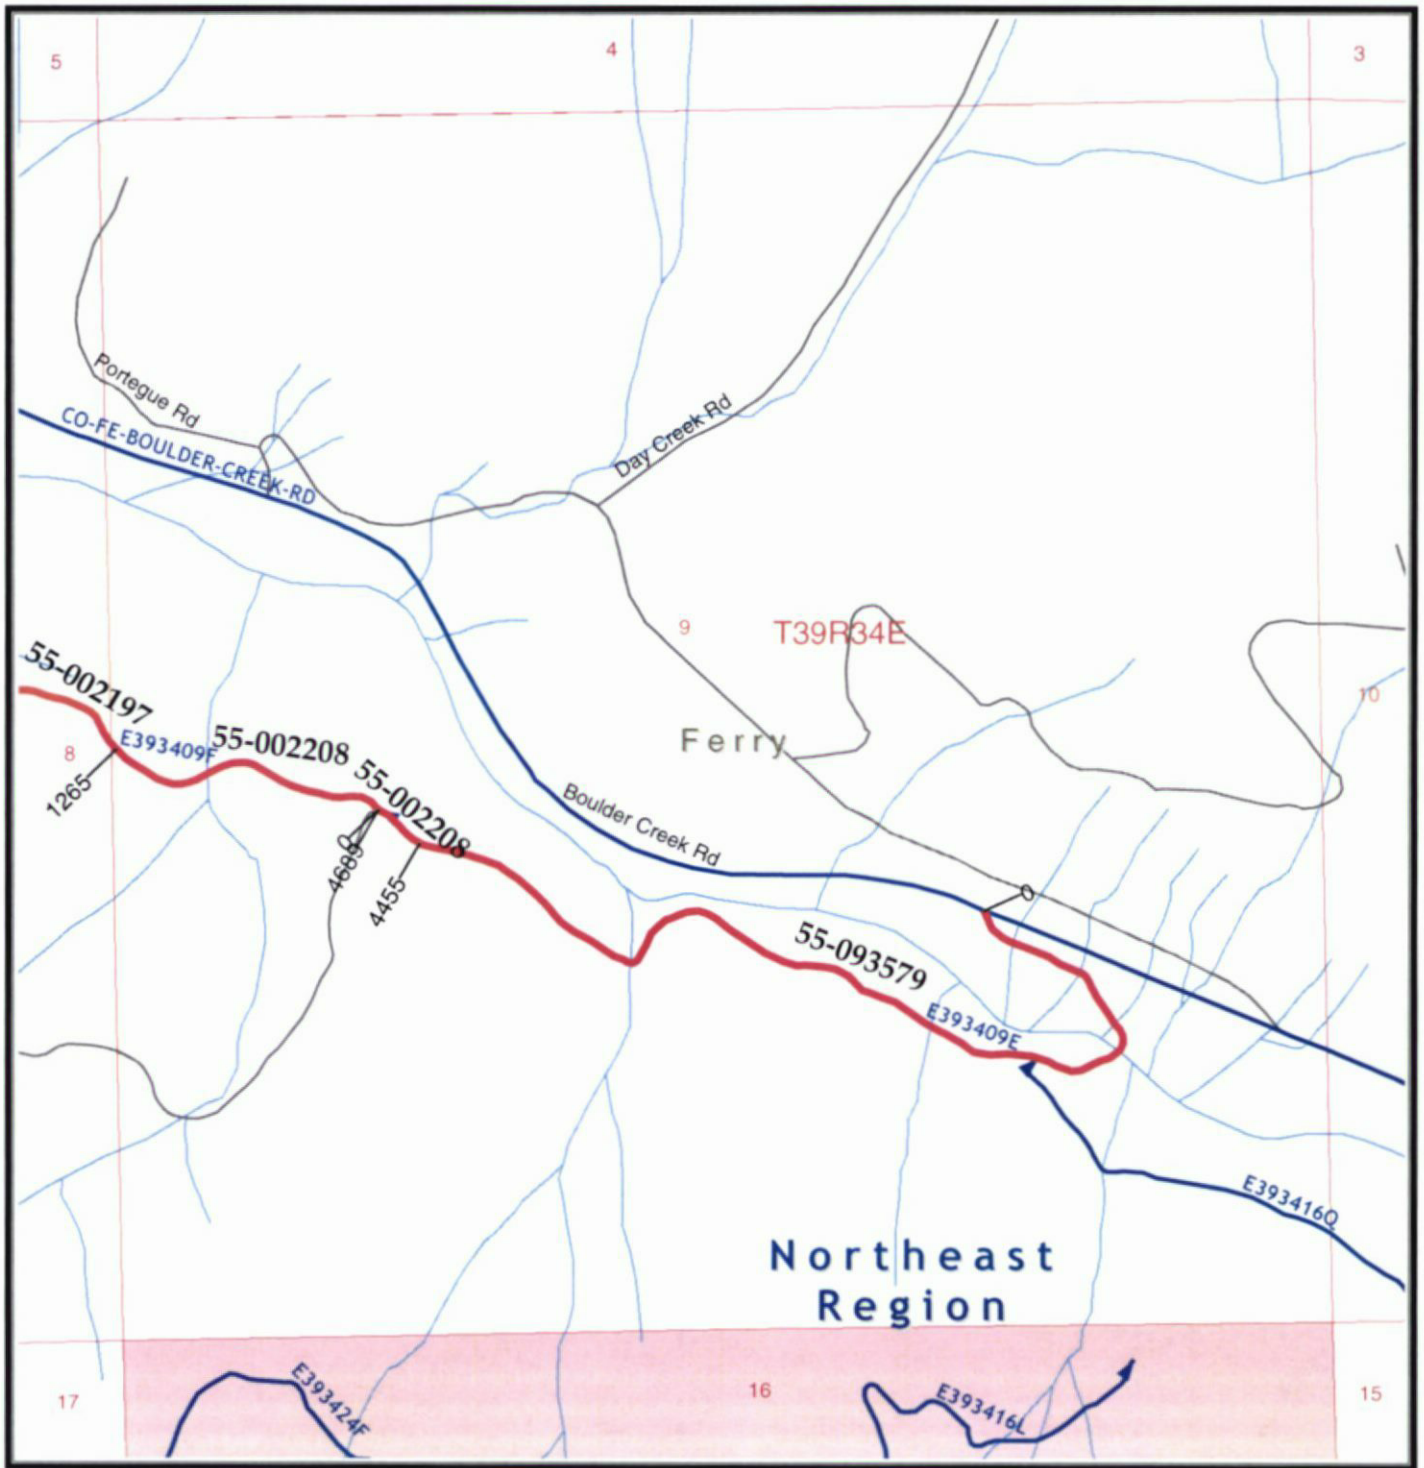 5
4
3
Portegue Rd
CO-FE-BOULDER-CREEK-RD
Day Creek Rd
9
T39R34E
10
55-002197
8
E393409F
55-002208
Ferry
1265
55-002208
0
4689
4455
Boulder Creek Rd
0
55-093579
E393409E
E393416Q
Northeast
Region
17
E393424F
16
E393416L
15